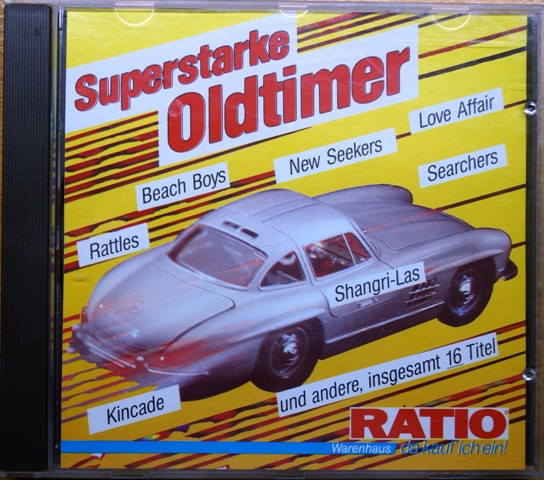 Superstarke
Oldtimer
Love Affair
New Seekers
Beach Boys
Searchers
Rattles
Shangri-Las
und andere, insgesamt 16 Titel
Kincade
RATIO®
Warenhaus da kauf' ich ein!